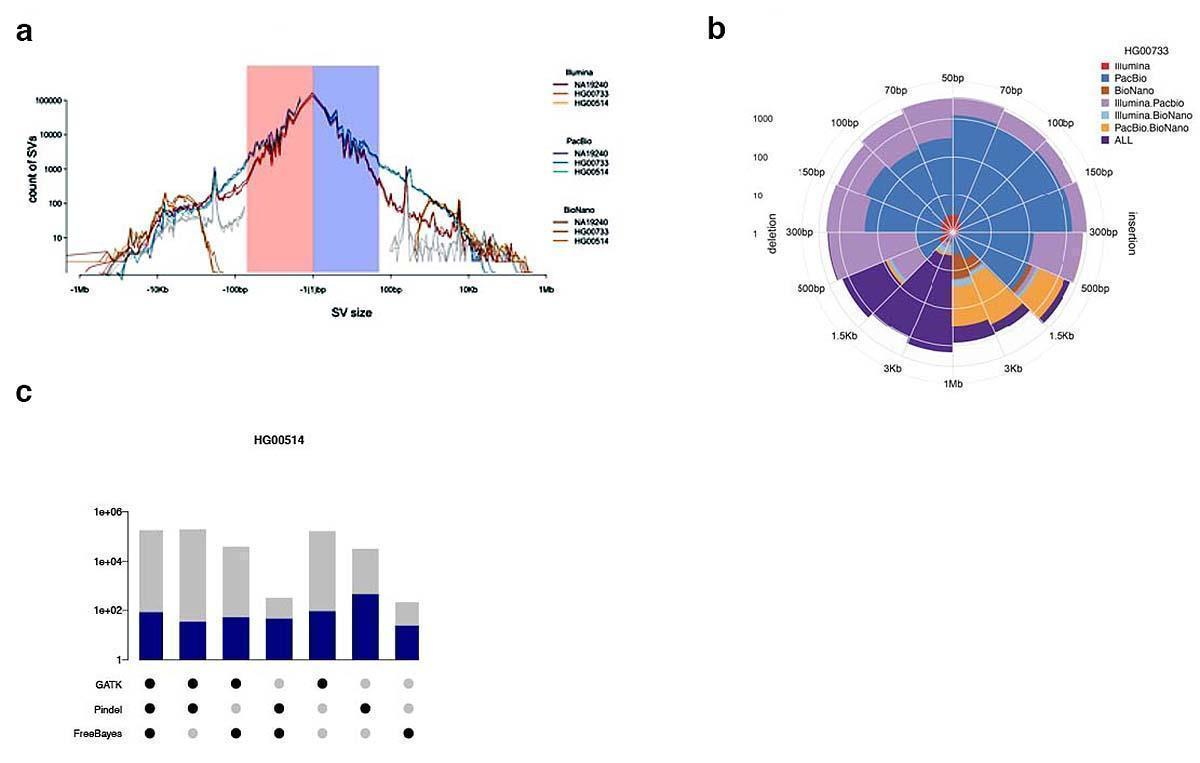 a
Illumina
NA19240
HG00733
HG00514
PacBio
NA19240
HG00733
HG00514
BioNano
NA19240
HG00733
HG00514
count of SVs
100000
10000
1000
100
10
-1Mb
-10Kb
-100bp
-1|1|bp
100bp
10Kb
1Mb
SV size
b
HG00733
Illumina
PacBio
BioNano
Illumina.Pacbio
Illumina.BioNano
PacBio.BioNano
ALL
1000
100
10
1
deletion
insertion
50bp
70bp
70bp
100bp
100bp
150bp
150bp
300bp
300bp
500bp
500bp
1.5Kb
1.5Kb
3Kb
3Kb
1Mb
c
HG00514
1e+06
1e+04
1e+02
1
GATK
Pindel
FreeBayes